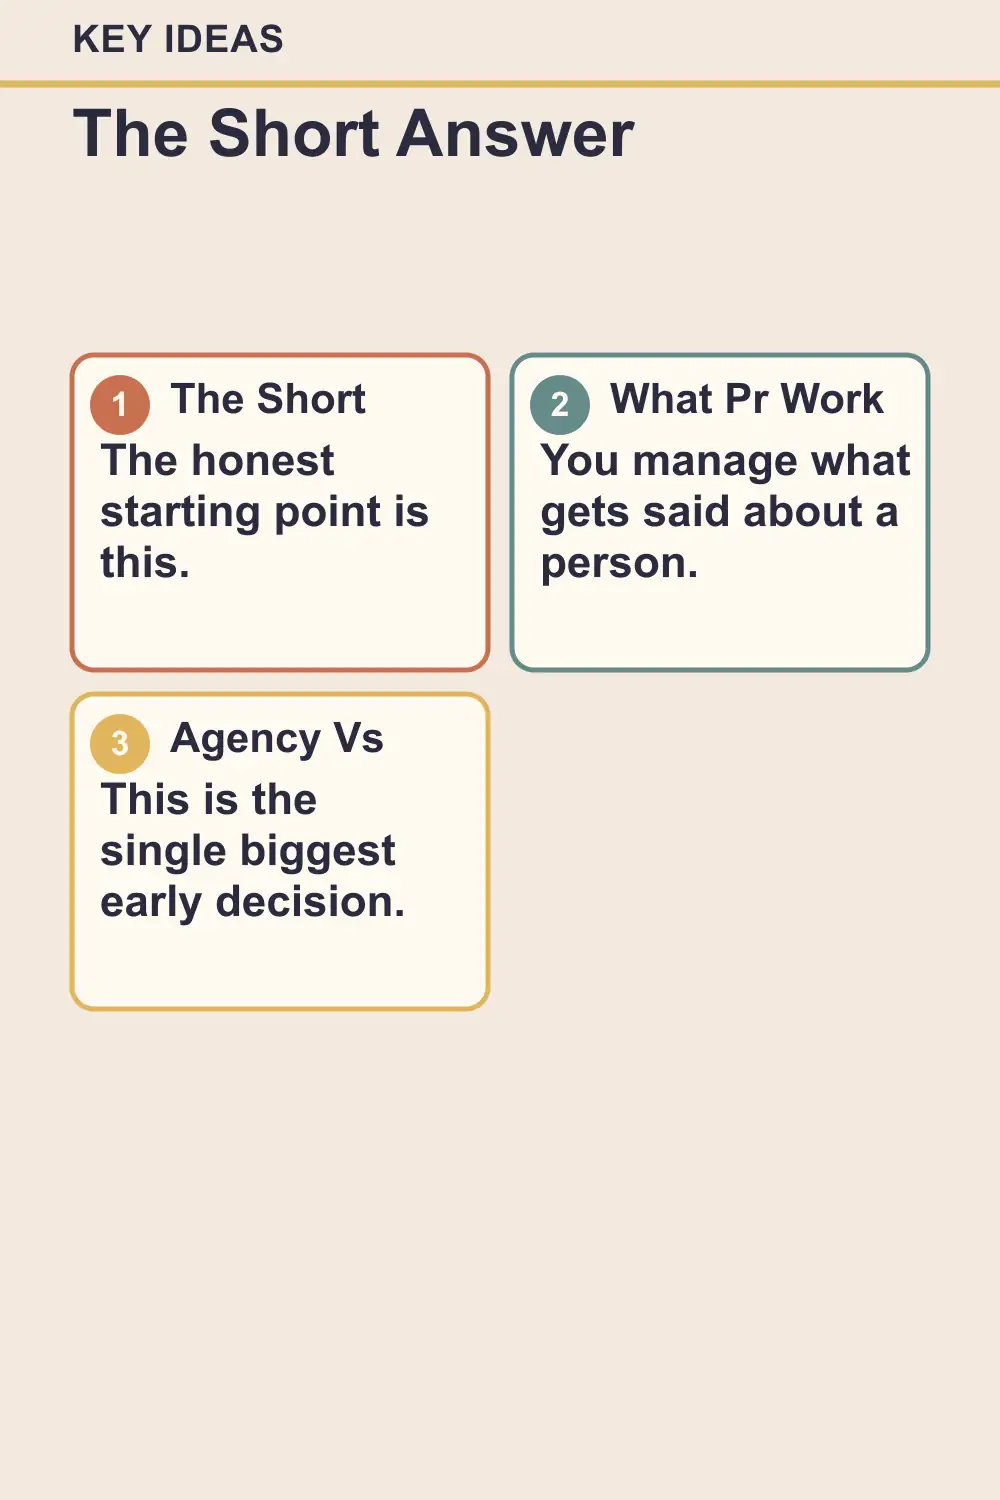 KEY IDEAS
The Short Answer
1 The Short
The honest
starting point is
this.
2 What Pr Work
You manage what
gets said about a
person.
3 Agency Vs
This is the
single biggest
early decision.